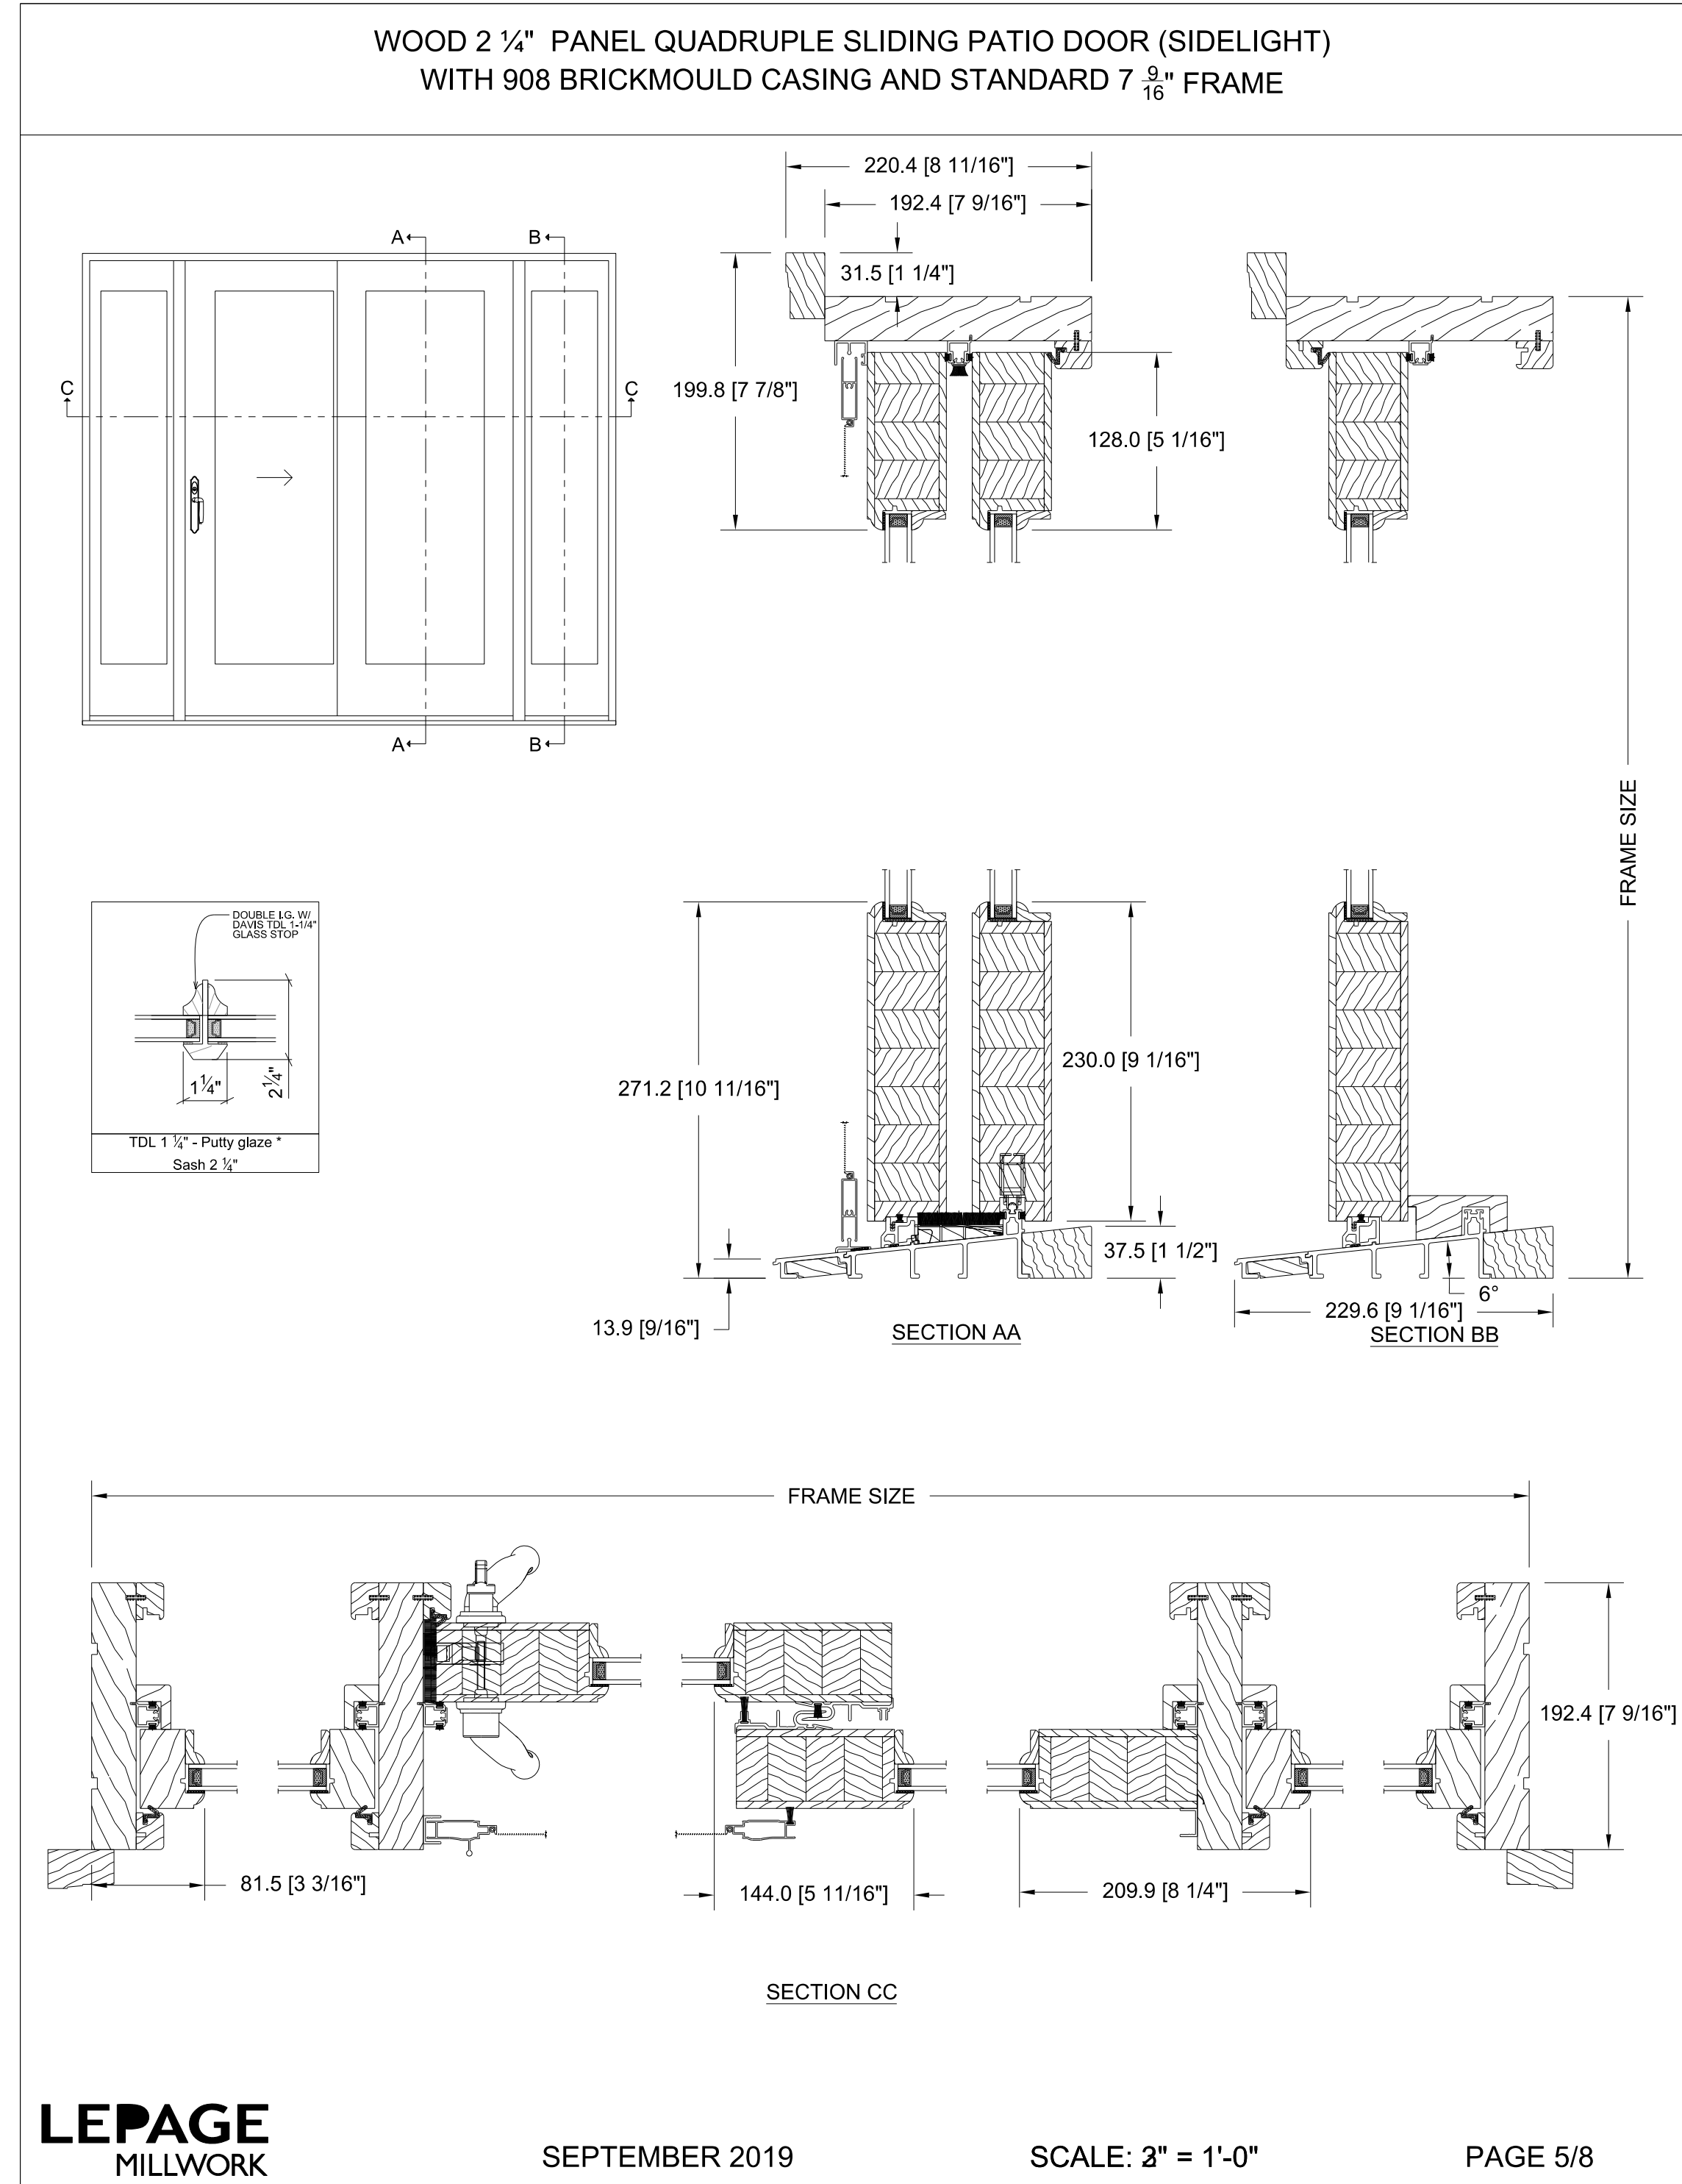 WOOD 2 ¼" PANEL QUADRUPLE SLIDING PATIO DOOR (SIDELIGHT)
WITH 908 BRICKMOULD CASING AND STANDARD 7 9/16" FRAME
220.4 [8 11/16"]
192.4 [7 9/16"]
A
B
31.5 [1 1/4"]
C
C
199.8 [7 7/8"]
128.0 [5 1/16"]
A
B
FRAME SIZE
DOUBLE I.G. W/
DAVIS TDL 1-1/4"
GLASS STOP
1¼"
2¼"
TDL 1 ¼" - Putty glaze *
Sash 2 ¼"
271.2 [10 11/16"]
230.0 [9 1/16"]
37.5 [1 1/2"]
13.9 [9/16"]
6°
229.6 [9 1/16"]
SECTION AA
SECTION BB
FRAME SIZE
192.4 [7 9/16"]
81.5 [3 3/16"]
144.0 [5 11/16"]
209.9 [8 1/4"]
SECTION CC
LEPAGE
MILLWORK
SEPTEMBER 2019
SCALE: = 1'-0"
PAGE 5/8